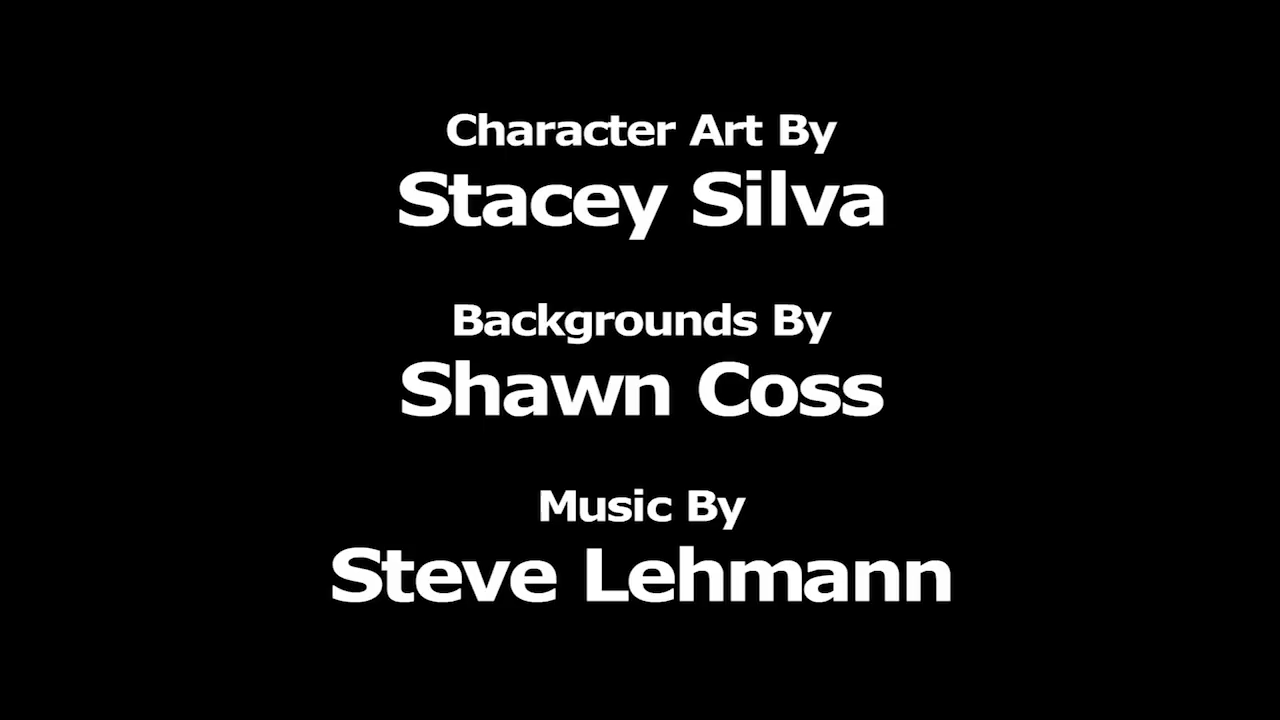 Character Art By
Stacey Silva
Backgrounds By
Shawn Coss
Music By
Steve Lehmann